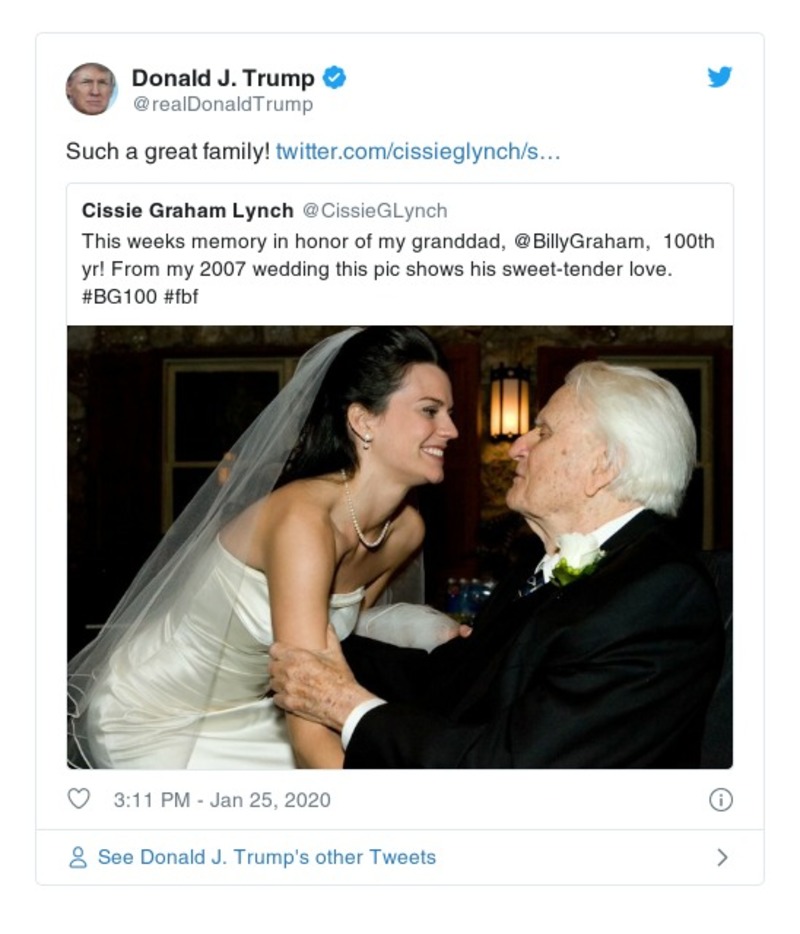 Donald J. Trump
@realDonaldTrump
Such a great family! twitter.com/cissieglynch/s…
Cissie Graham Lynch @CissieGLynch
This weeks memory in honor of my granddad, @BillyGraham, 100th
yr! From my 2007 wedding this pic shows his sweet-tender love.
#BG100 #fbf
3:11 PM - Jan 25, 2020
See Donald J. Trump's other Tweets